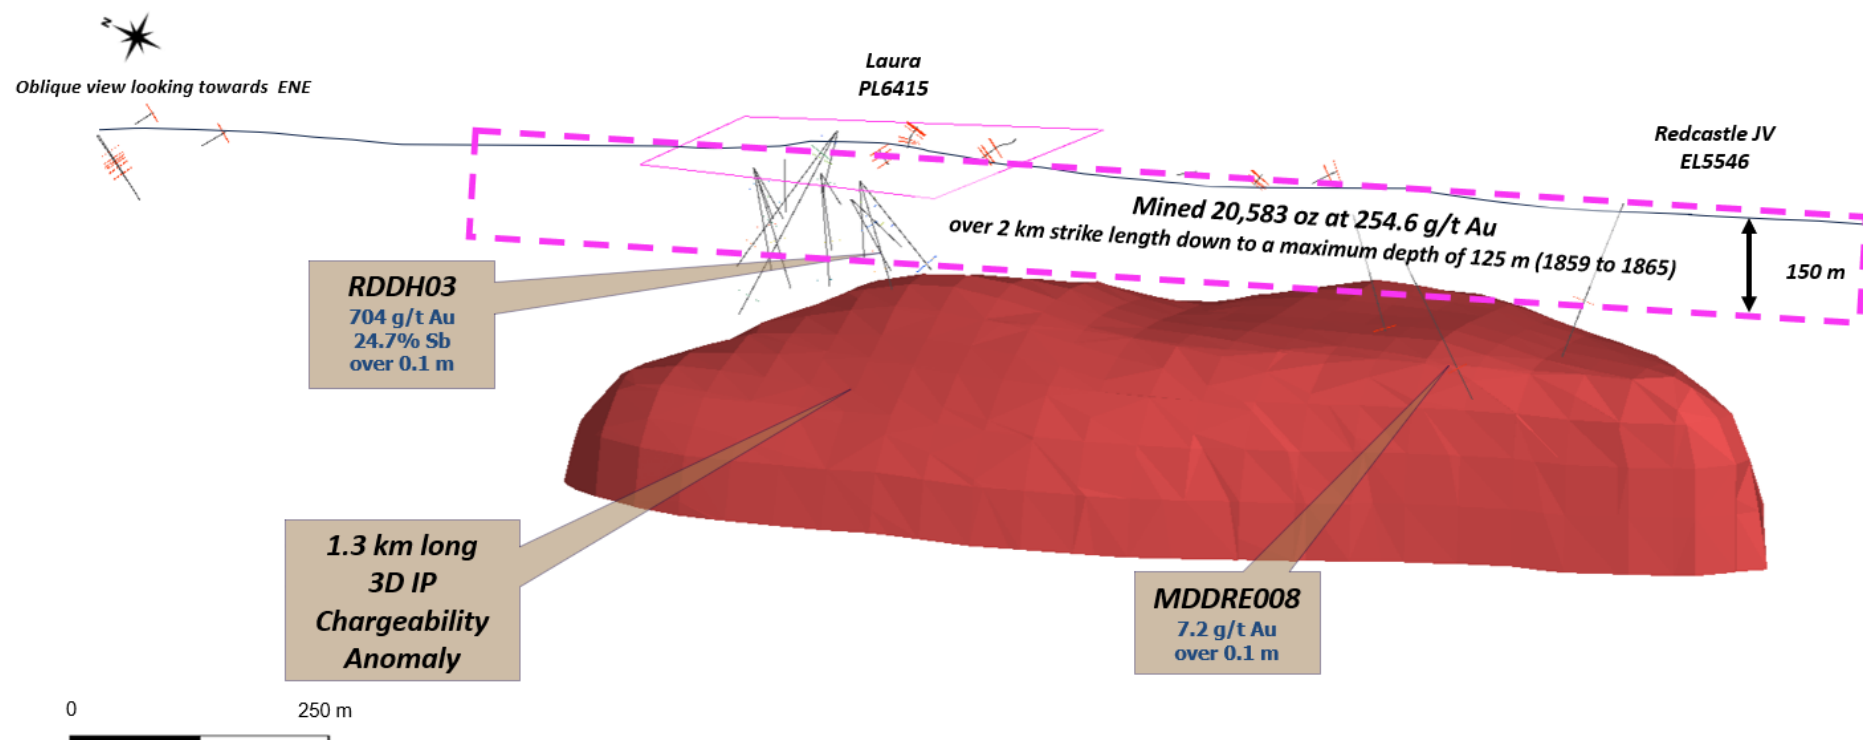 N
Oblique view looking towards ENE
Laura
PL6415
Redcastle JV
EL5546
Mined 20,583 oz at 254.6 g/t Au
over 2 km strike length down to a maximum depth of 125 m (1859 to 1865)
150 m
RDDH03
704 g/t Au
24.7% Sb
over 0.1 m
1.3 km long
3D IP
Chargeability
Anomaly
MDDRE008
7.2 g/t Au
over 0.1 m
0
250 m